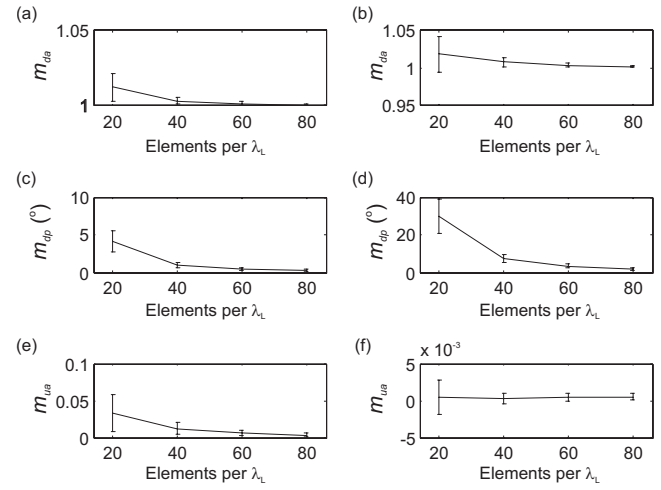 (a)
1.05
m_da
1
20 40 60 80
Elements per λ_L
(b)
1.05
m_da
1
0.95
20 40 60 80
Elements per λ_L
(c)
10
m_dp (°)
5
0
20 40 60 80
Elements per λ_L
(d)
40
m_dp (°)
20
0
20 40 60 80
Elements per λ_L
(e)
0.1
m_ua
0.05
0
20 40 60 80
Elements per λ_L
(f)
x 10^-3
5
m_ua
0
-5
20 40 60 80
Elements per λ_L